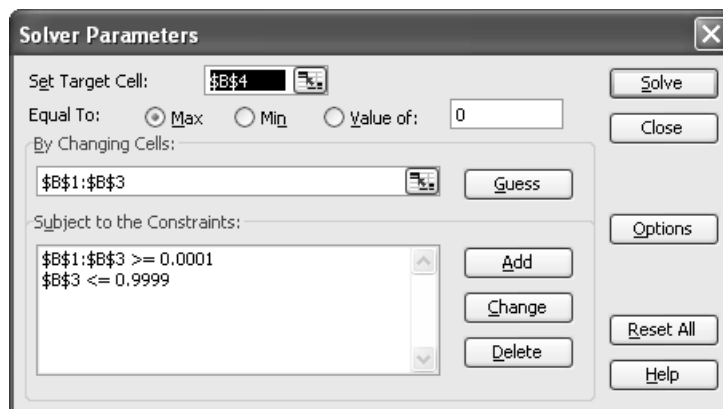 Solver Parameters
Set Target Cell: $B$4 Solve
Equal To: Max Min Value of: 0 Close
By Changing Cells:
$B$1:$B$3 Guess
Subject to the Constraints: Options
$B$1:$B$3 >= 0.0001 Add
$B$3 <= 0.9999
Change
Reset All
Delete
Help